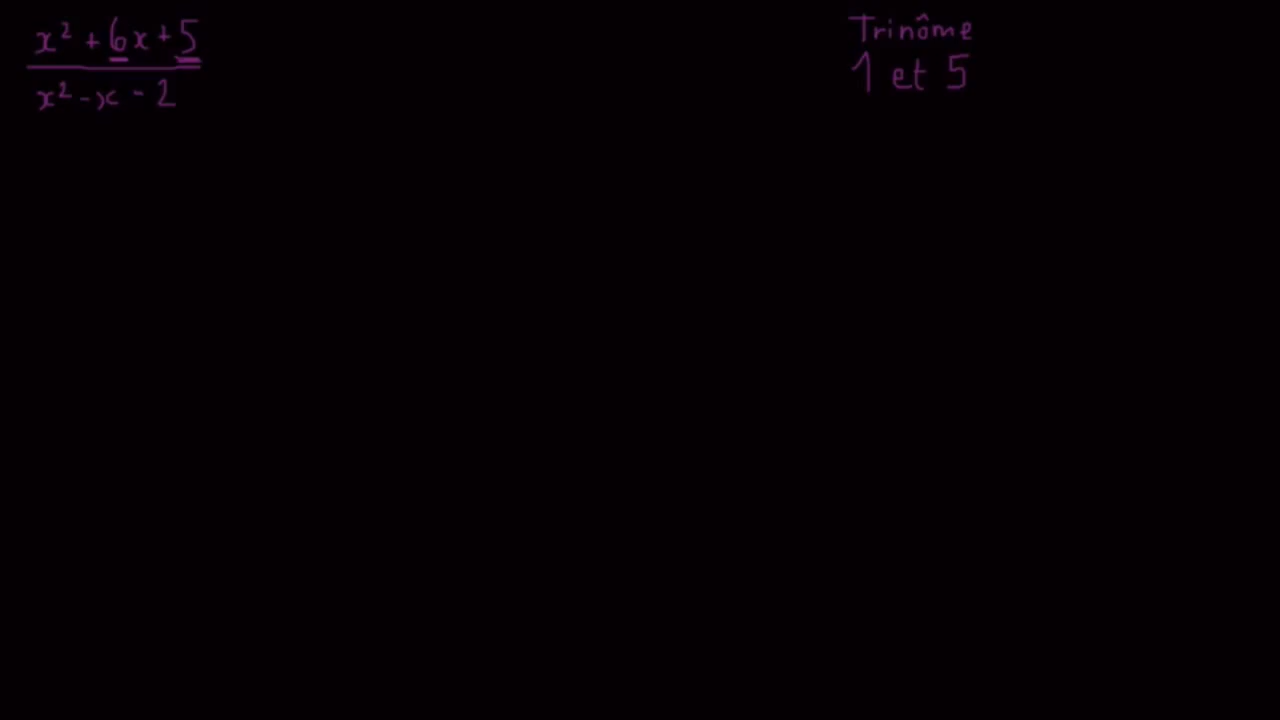 x² + 6x + 5
x² - x - 2
Trinôme
1 et 5